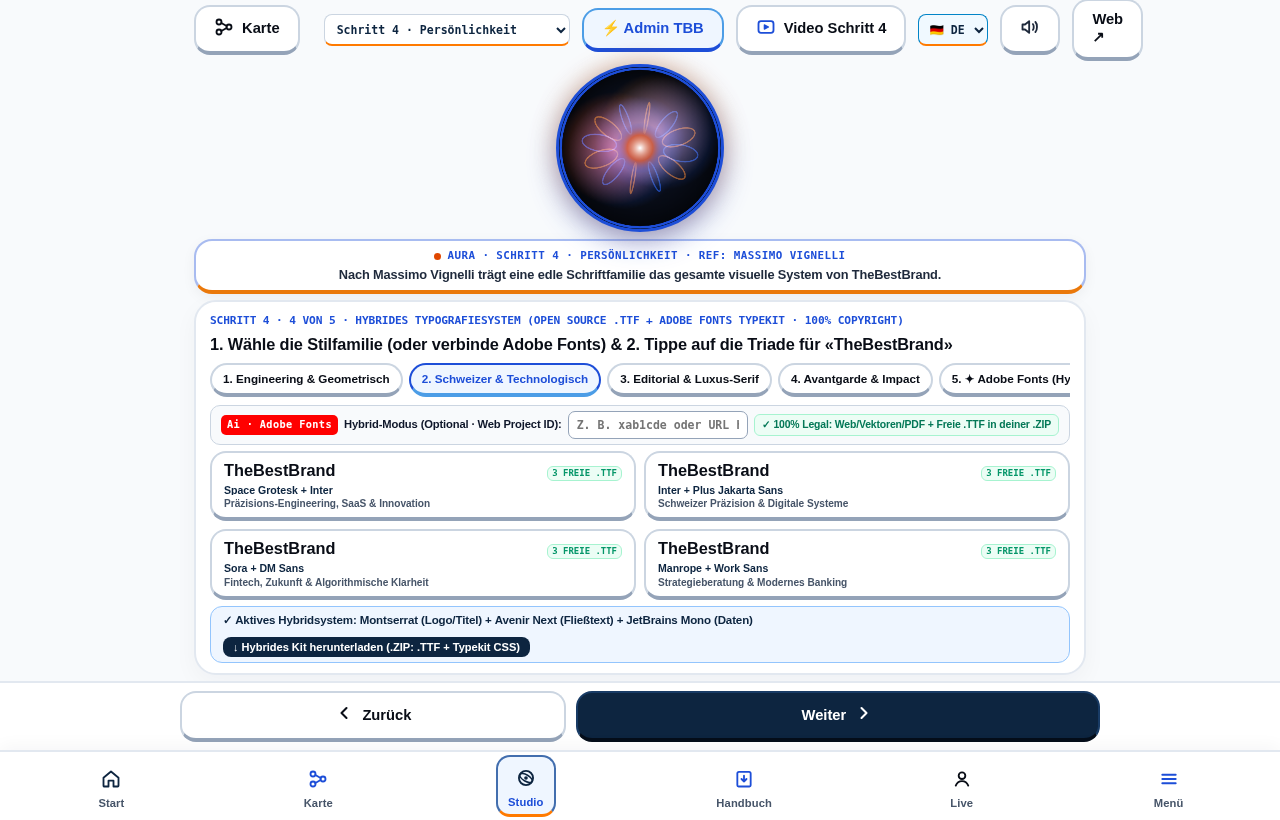 Karte
Schritt 4 · Persönlichkeit
⚡ Admin TBB
Video Schritt 4
🇩🇪 DE
Web ↗
AURA · SCHRITT 4 · PERSÖNLICHKEIT · REF: MASSIMO VIGNELLI
Nach Massimo Vignelli trägt eine edle Schriftfamilie das gesamte visuelle System von TheBestBrand.
SCHRITT 4 · 4 VON 5 · HYBRIDES TYPOGRAFIESYSTEM (OPEN SOURCE .TTF + ADOBE FONTS TYPEKIT · 100% COPYRIGHT)
1. Wähle die Stilfamilie (oder verbinde Adobe Fonts) & 2. Tippe auf die Triade für «TheBestBrand»
1. Engineering & Geometrisch
2. Schweizer & Technologisch
3. Editorial & Luxus-Serif
4. Avantgarde & Impact
5. ✦ Adobe Fonts (Hy
Ai · Adobe Fonts
Hybrid-Modus (Optional · Web Project ID):
Z. B. xab1cde oder URL
✓ 100% Legal: Web/Vektoren/PDF + Freie .TTF in deiner .ZIP
TheBestBrand
3 FREIE .TTF
Space Grotesk + Inter
Präzisions-Engineering, SaaS & Innovation
TheBestBrand
3 FREIE .TTF
Inter + Plus Jakarta Sans
Schweizer Präzision & Digitale Systeme
TheBestBrand
3 FREIE .TTF
Sora + DM Sans
Fintech, Zukunft & Algorithmische Klarheit
TheBestBrand
3 FREIE .TTF
Manrope + Work Sans
Strategieberatung & Modernes Banking
✓ Aktives Hybridsystem: Montserrat (Logo/Titel) + Avenir Next (Fließtext) + JetBrains Mono (Daten)
↓ Hybrides Kit herunterladen (.ZIP: .TTF + Typekit CSS)
Zurück
Weiter
Start
Karte
Studio
Handbuch
Live
Menü